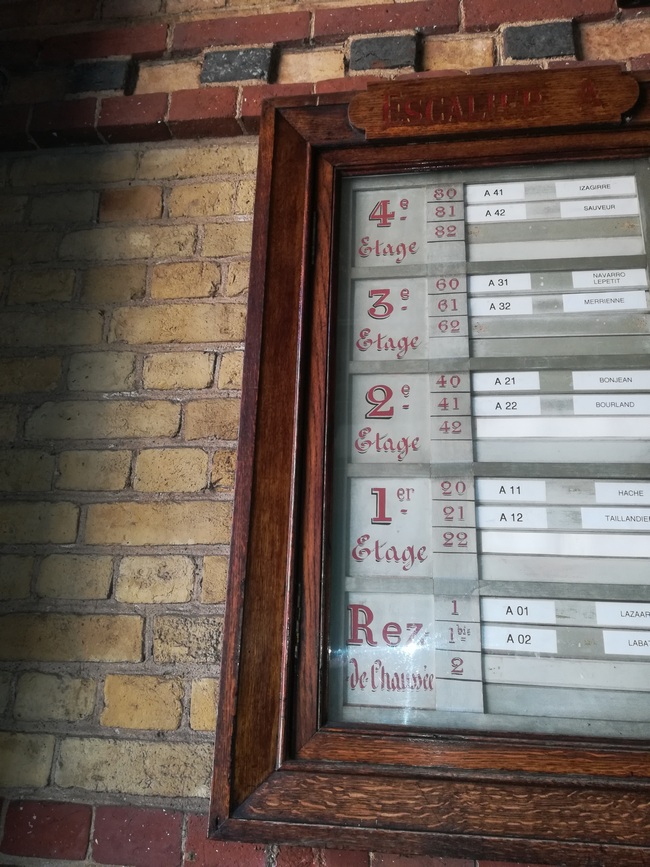 ESCALIER A
4e Etage
80 A 41 IZAGIRRE
81 A 42 SAUVEUR
82
3e Etage
60 A 31 NAVARRO
LEPETIT
61 A 32 MERRIENNE
62
2e Etage
40 A 21 BONJEAN
41 A 22 BOURLAND
42
1er Etage
20 A 11 HACHE
21 A 12 TAILLANDIE
22
Rez-de-Chaussée
1 A 01 LAZAAR
1bis A 02 LABAT
2